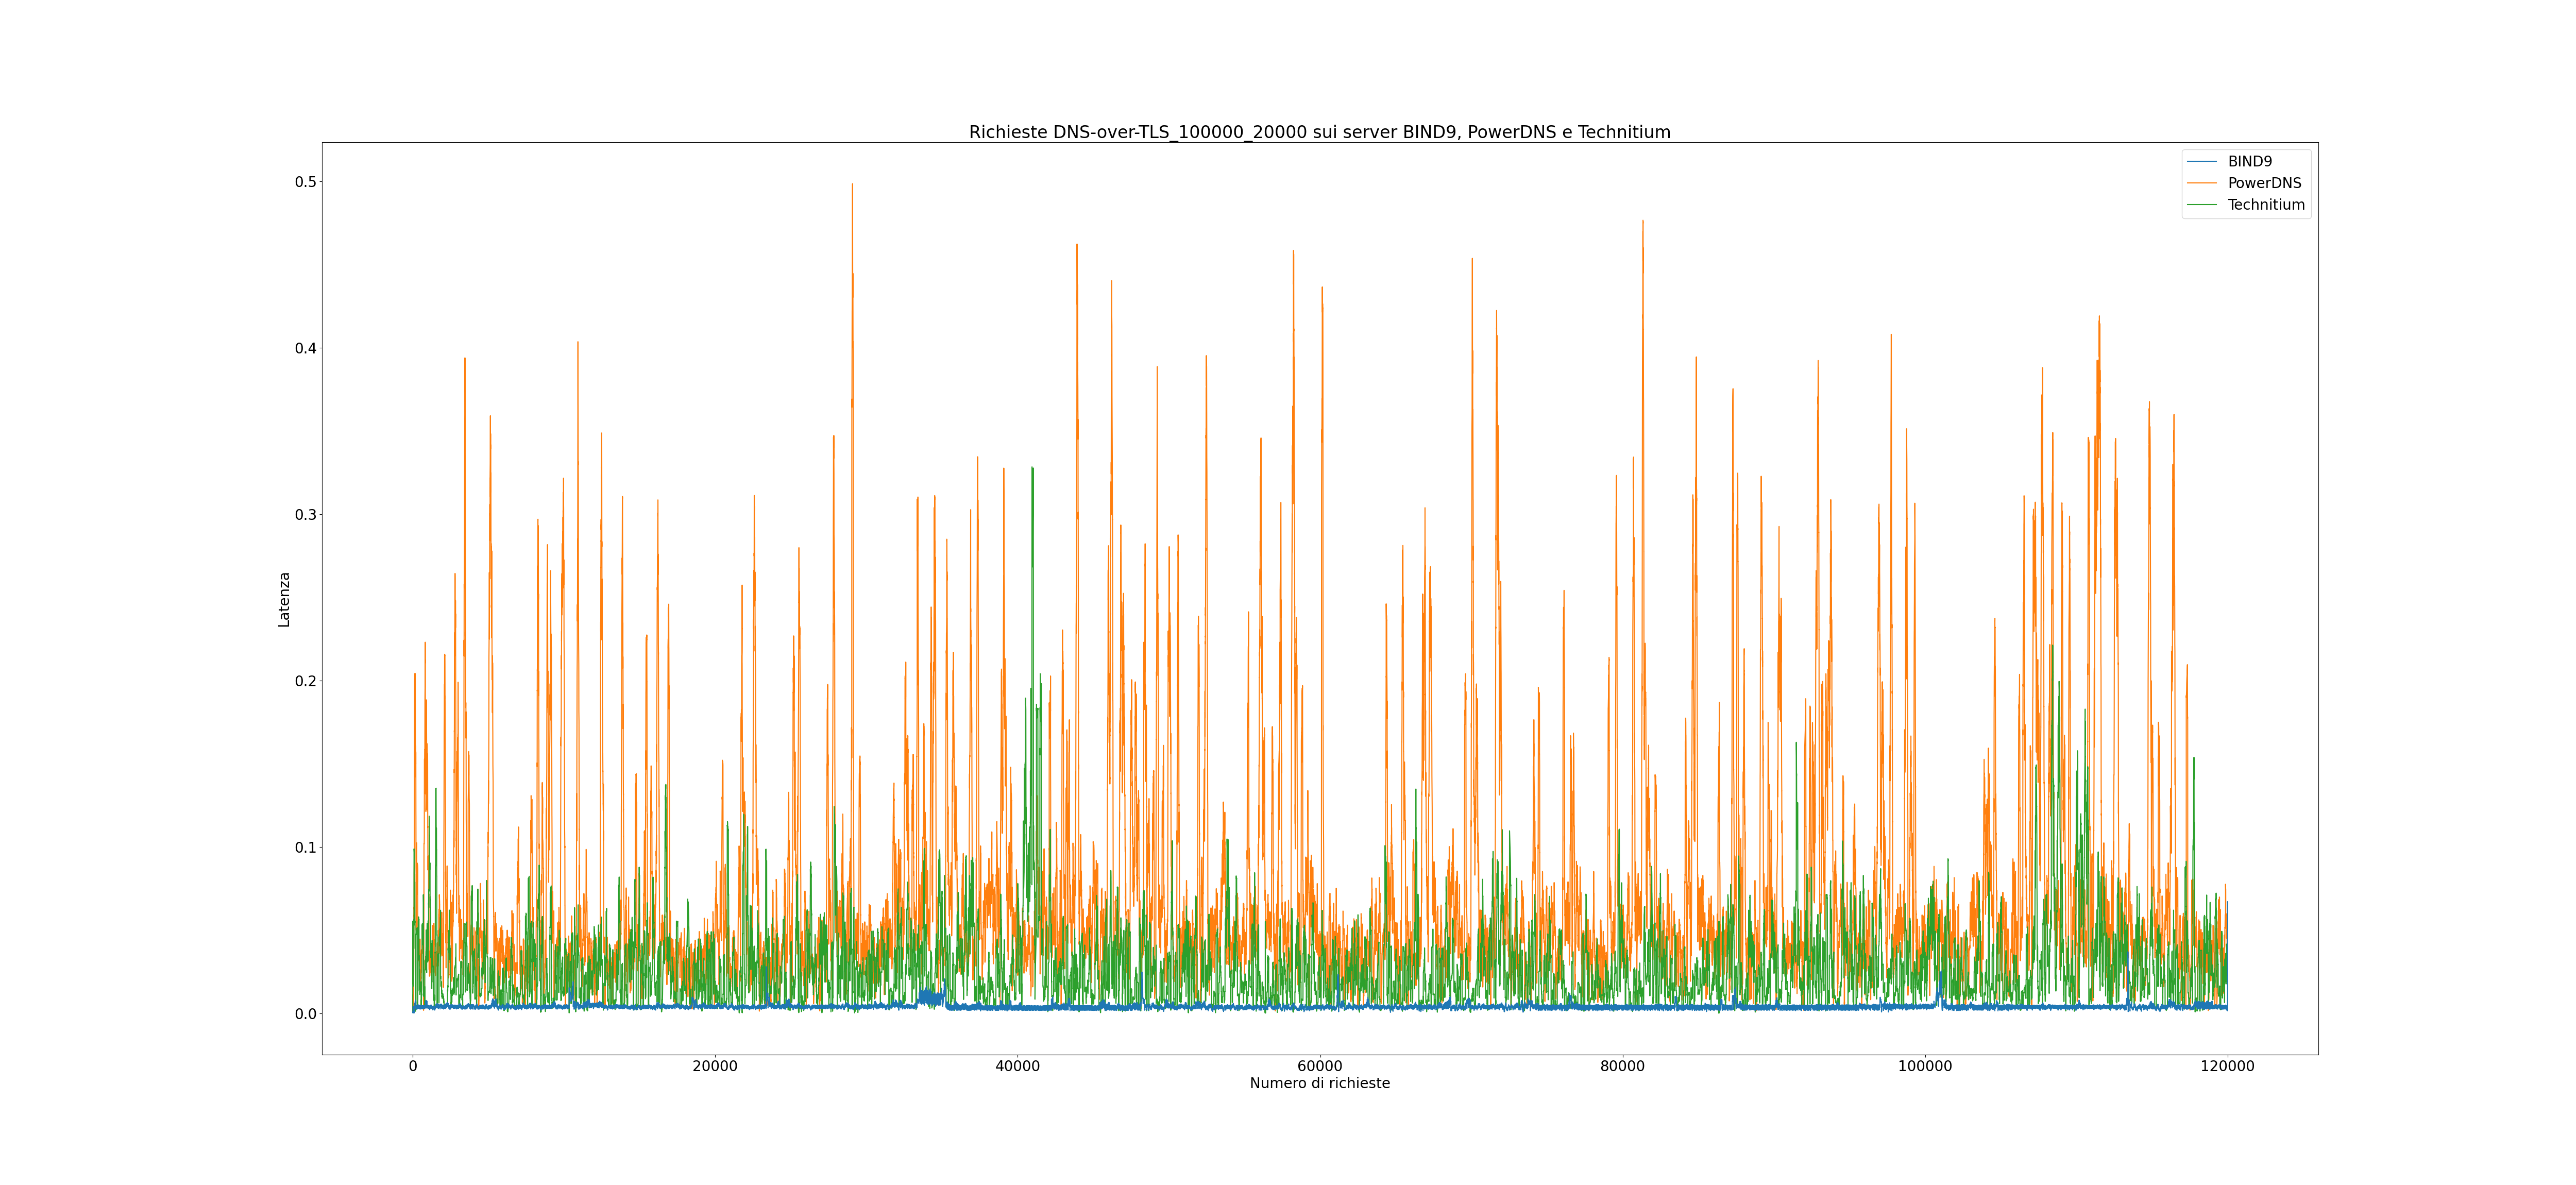 Richieste DNS-over-TLS_100000_20000 sui server BIND9, PowerDNS e Technitium
BIND9
PowerDNS
Technitium
Latenza
0.5
0.4
0.3
0.2
0.1
0.0
0 20000 40000 60000 80000 100000 120000
Numero di richieste